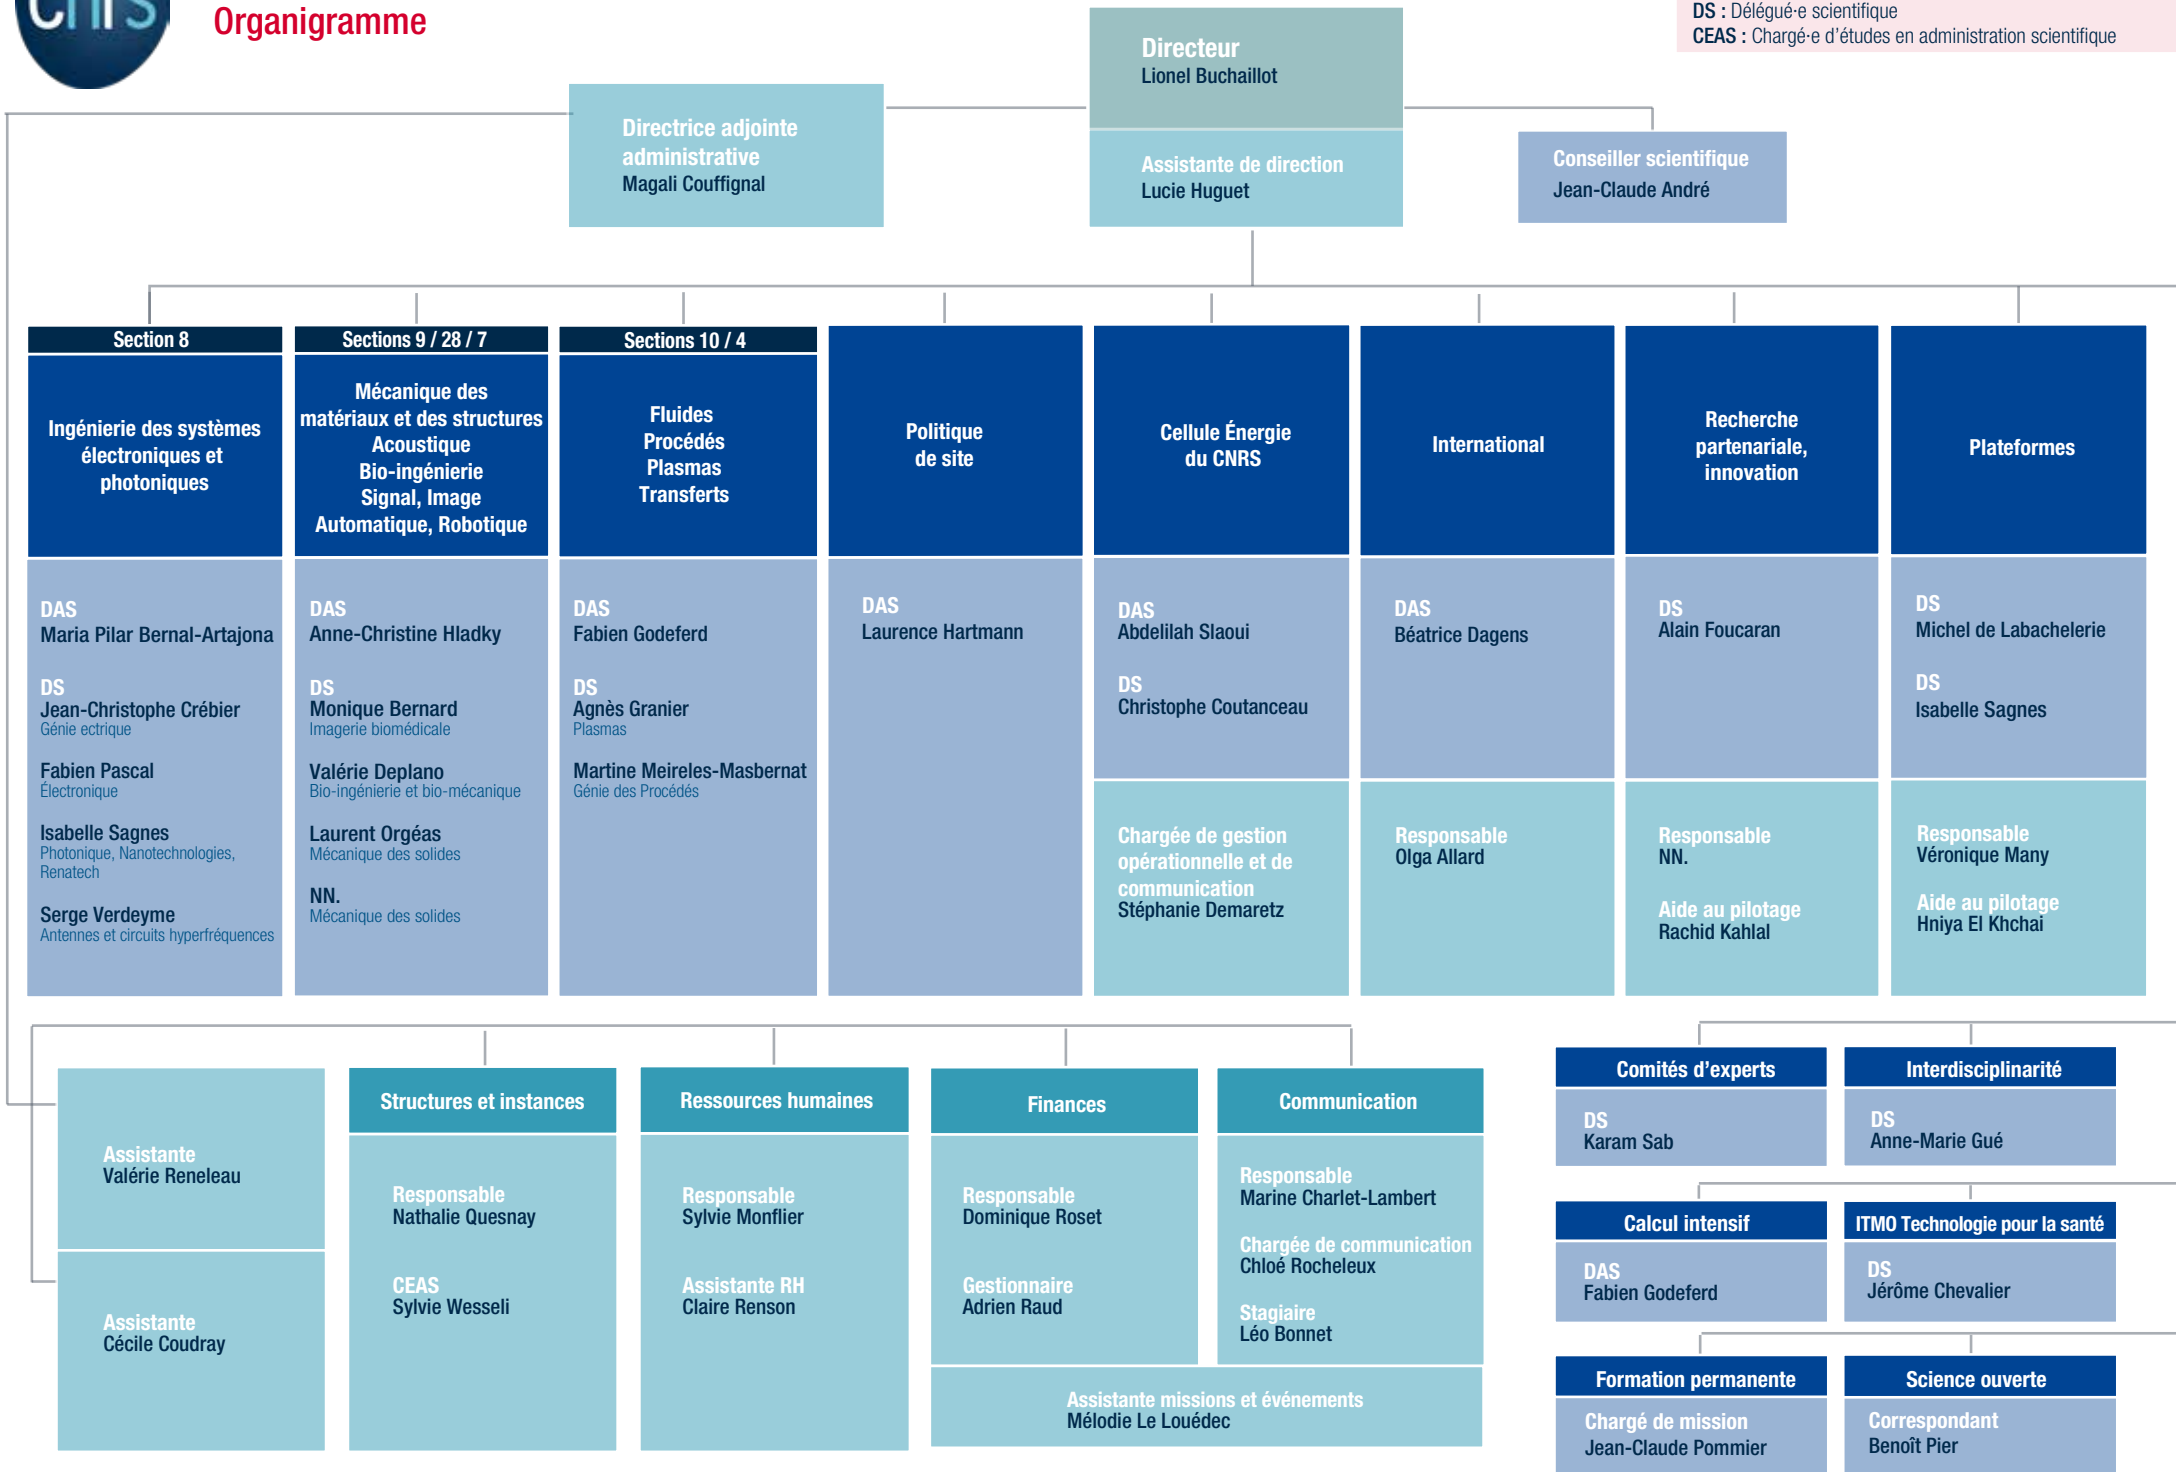 cnrs
Organigramme
DS : Délégué·e scientifique
CEAS : Chargé·e d'études en administration scientifique
Directeur
Lionel Buchaillot
Directrice adjointe
administrative
Magali Couffignal
Assistante de direction
Lucie Huguet
Conseiller scientifique
Jean-Claude André
Section 8
Ingénierie des systèmes
électroniques et
photoniques
DAS
Maria Pilar Bernal-Artajona
DS
Jean-Christophe Crébier
Génie ectrique
Fabien Pascal
Électronique
Isabelle Sagnes
Photonique, Nanotechnologies,
Renatech
Serge Verdeyme
Antennes et circuits hyperfréquences
Sections 9 / 28 / 7
Mécanique des
matériaux et des structures
Acoustique
Bio-ingénierie
Signal, Image
Automatique, Robotique
DAS
Anne-Christine Hladky
DS
Monique Bernard
Imagerie biomédicale
Valérie Deplano
Bio-ingénierie et bio-mécanique
Laurent Orgéas
Mécanique des solides
NN.
Mécanique des solides
Sections 10 / 4
Fluides
Procédés
Plasmas
Transferts
DAS
Fabien Godeferd
DS
Agnès Granier
Plasmas
Martine Meireles-Masbernat
Génie des Procédés
Politique
de site
DAS
Laurence Hartmann
Cellule Énergie
du CNRS
DAS
Abdelilah Slaoui
DS
Christophe Coutanceau
Chargée de gestion
opérationnelle et de
communication
Stéphanie Demaretz
International
DAS
Béatrice Dagens
Responsable
Olga Allard
Recherche
partenariale,
innovation
DS
Alain Foucaran
Responsable
NN.
Aide au pilotage
Rachid Kahlal
Plateformes
DS
Michel de Labachelerie
DS
Isabelle Sagnes
Responsable
Véronique Many
Aide au pilotage
Hniya El Khchai
Assistante
Valérie Reneleau
Assistante
Cécile Coudray
Structures et instances
Responsable
Nathalie Quesnay
CEAS
Sylvie Wesseli
Ressources humaines
Responsable
Sylvie Monflier
Assistante RH
Claire Renson
Finances
Responsable
Dominique Roset
Gestionnaire
Adrien Raud
Communication
Responsable
Marine Charlet-Lambert
Chargée de communication
Chloé Rocheleux
Stagiaire
Léo Bonnet
Assistante missions et événements
Mélodie Le Louédec
Comités d'experts
DS
Karam Sab
Interdisciplinarité
DS
Anne-Marie Gué
Calcul intensif
DAS
Fabien Godeferd
ITMO Technologie pour la santé
DS
Jérôme Chevalier
Formation permanente
Chargé de mission
Jean-Claude Pommier
Science ouverte
Correspondant
Benoît Pier